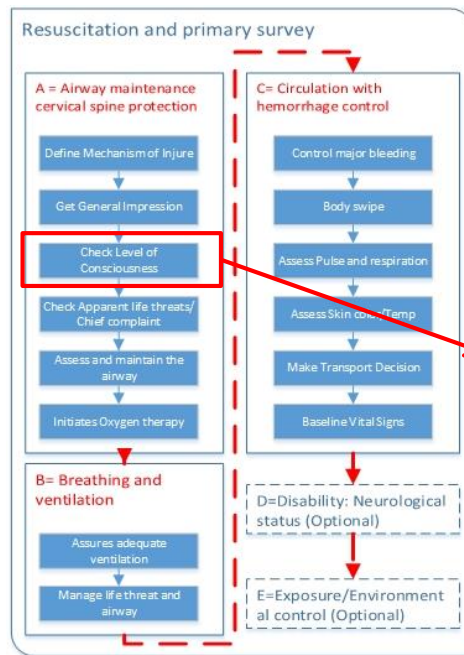 Resuscitation and primary survey
A = Airway maintenance
cervical spine protection
Define Mechanism of Injure
Get General Impression
Check Level of
Consciousness
Check Apparent life threats/
Chief complaint
Assess and maintain the
airway
Initiates Oxygen therapy
B= Breathing and
ventilation
Assures adequate
ventilation
Manage life threat and
airway
C= Circulation with
hemorrhage control
Control major bleeding
Body swipe
Assess Pulse and respiration
Assess Skin color/Temp
Make Transport Decision
Baseline Vital Signs
D=Disability: Neurological
status (Optional)
E=Exposure/Environment
al control (Optional)